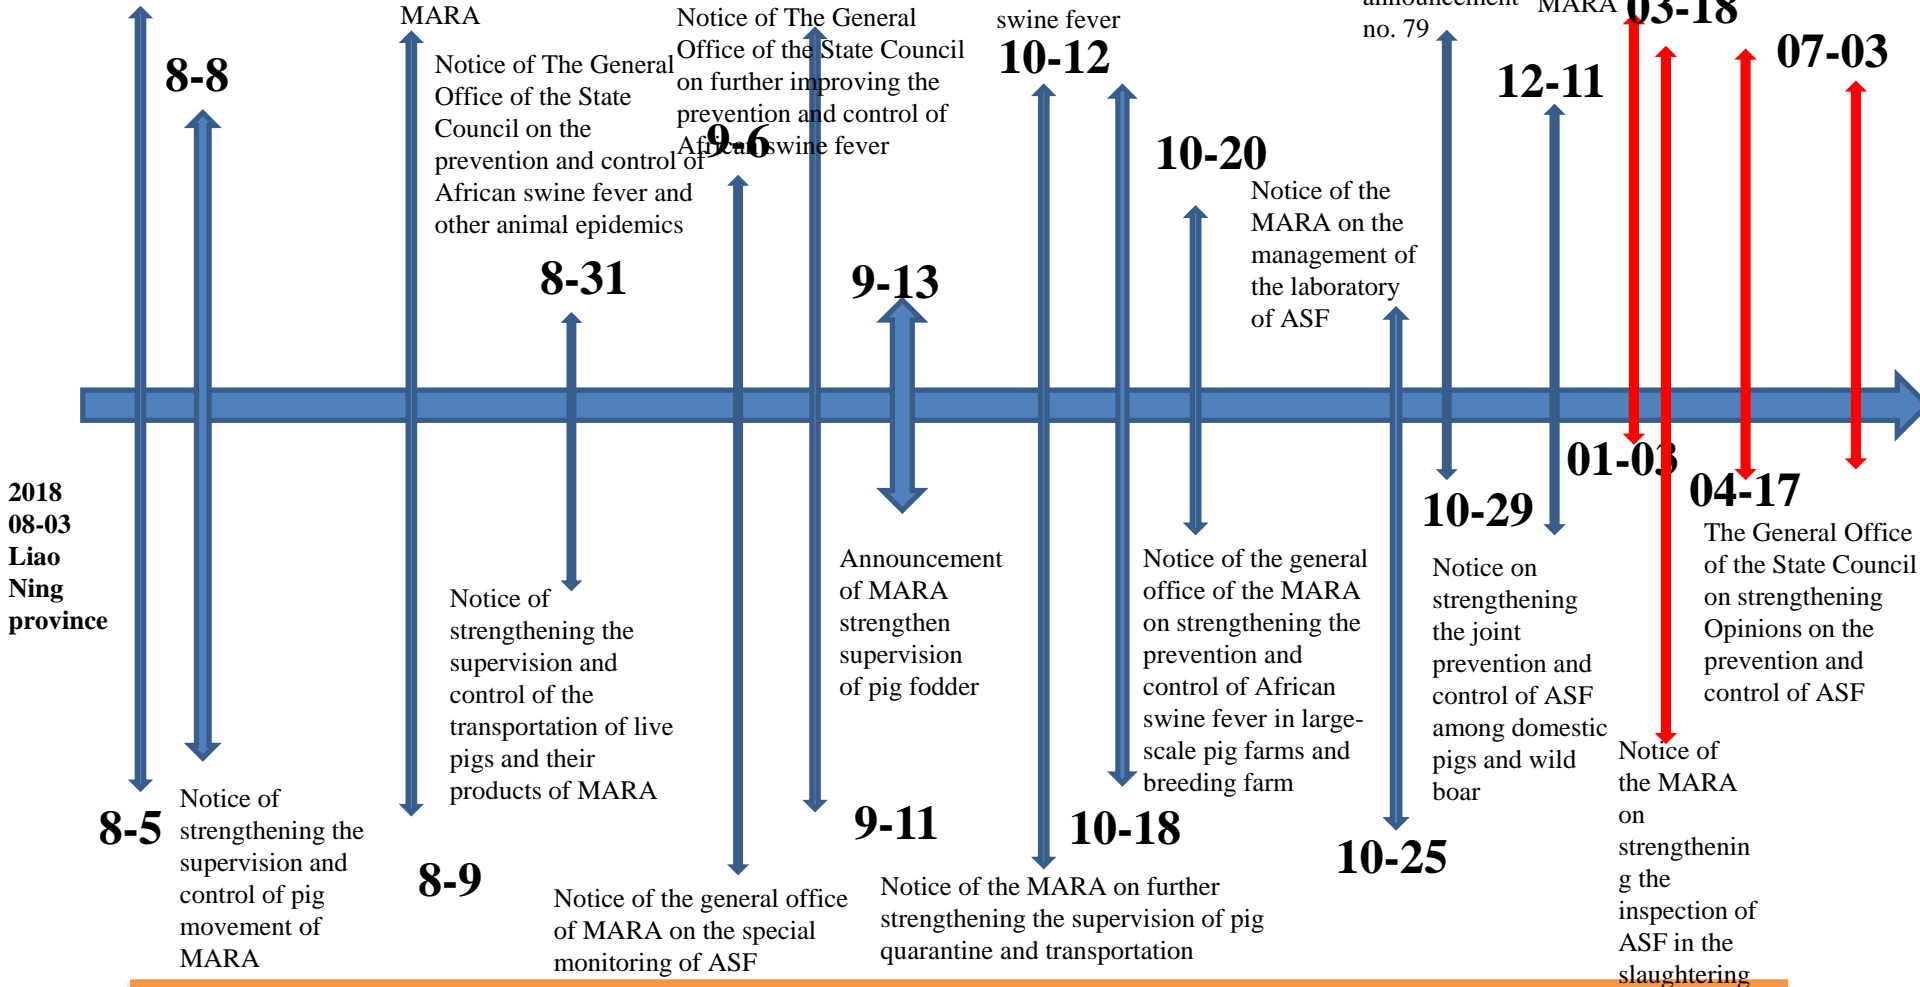 MARA
8-8
Notice of The General
Office of the State
Council on the
prevention and control of
African swine fever and
other animal epidemics
8-31
Notice of The General
Office of the State Council
on further improving the
prevention and control of
African swine fever
9-6
9-13
swine fever
10-12
10-20
Notice of the
MARA on the
management of
the laboratory
of ASF
no. 79
12-11
MARA
03-18
07-03
2018
08-03
Liao
Ning
province
8-5
Notice of
strengthening the
supervision and
control of pig
movement of
MARA
8-9
Notice of
strengthening the
supervision and
control of the
transportation of live
pigs and their
products of MARA
Notice of the general office
of MARA on the special
monitoring of ASF
9-11
Announcement
of MARA
strengthen
supervision
of pig fodder
Notice of the MARA on further
strengthening the supervision of pig
quarantine and transportation
10-18
Notice of the general
office of the MARA
on strengthening the
prevention and
control of African
swine fever in large-
scale pig farms and
breeding farm
10-25
10-29
Notice on
strengthening
the joint
prevention and
control of ASF
among domestic
pigs and wild
boar
01-03
Notice of
the MARA
on
strengthenin
g the
inspection of
ASF in the
slaughtering
04-17
The General Office
of the State Council
on strengthening
Opinions on the
prevention and
control of ASF